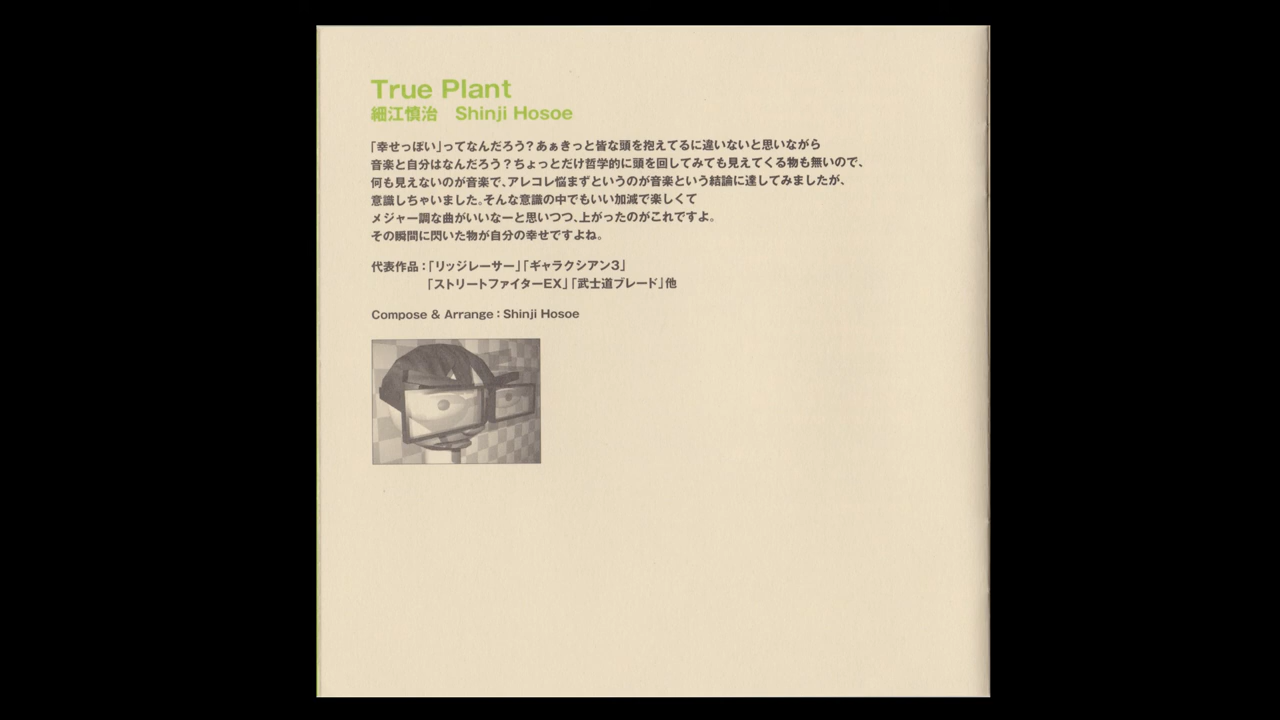 True Plant
細江慎治　Shinji Hosoe
「幸せっぽい」ってなんだろう？あぁきっと皆な頭を抱えてるに違いないと思いながら
音楽と自分はなんだろう？ちょっとだけ哲学的に頭を回してみても見えてくる物も無いので、
何も見えないのが音楽で、アレコレ悩まずというのが音楽という結論に達してみましたが、
意識しちゃいました。そんな意識の中でもいい加減で楽しくて
メジャー調な曲がいいなーと思いつつ、上がったのがこれですよ。
その瞬間に閃いた物が自分の幸せですよね。
代表作品：「リッジレーサー」「ギャラクシアン3」
「ストリートファイターEX」「武士道ブレード」他
Compose & Arrange : Shinji Hosoe